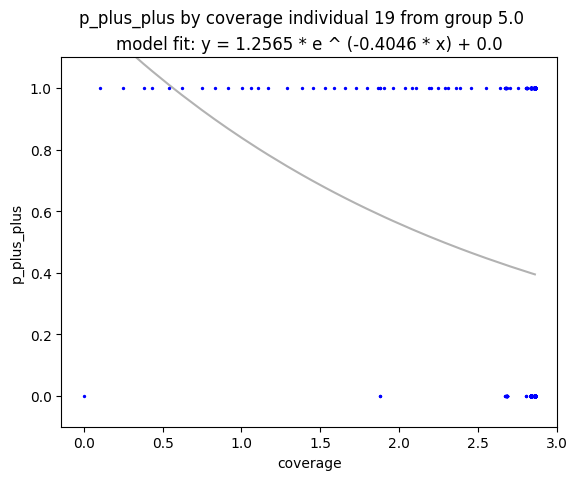 p_plus_plus by coverage individual 19 from group 5.0
model fit: y = 1.2565 * e ^ (-0.4046 * x) + 0.0
1.0
0.8
0.6
0.4
0.2
0.0
p_plus_plus
0.0 0.5 1.0 1.5 2.0 2.5 3.0
coverage